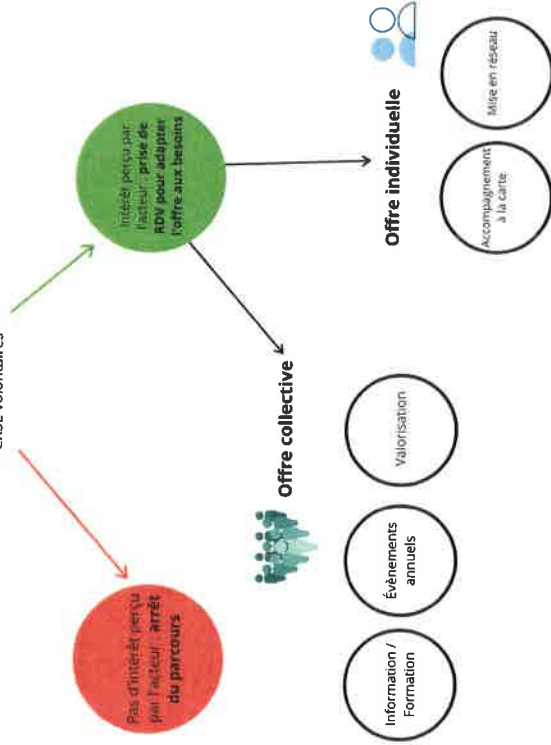 Pas d'intérêt perçu
par l'acteur : arrêt
du parcours
Intérêt perçu par
l'acteur : prise de
RDV pour adapter
l'offre aux besoins
Offre collective
Offre individuelle
Information /
Formation
Évènements
annuels
Valorisation
Accompagnement
à la carte
Mise en réseau